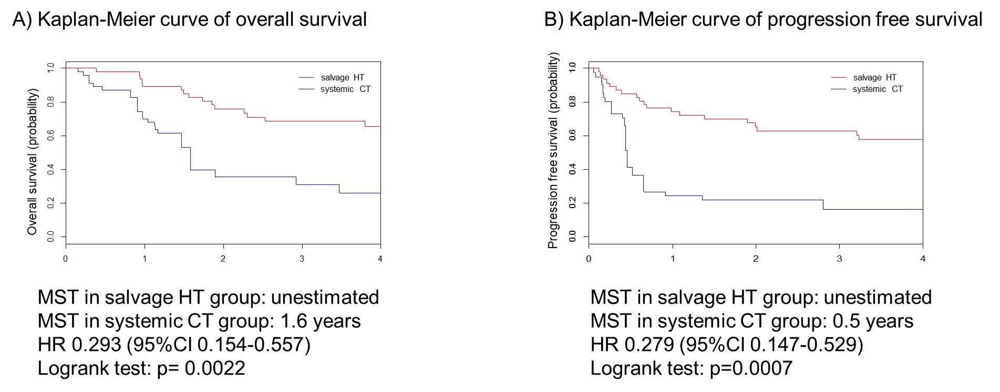 A) Kaplan-Meier curve of overall survival
Overall survival (probability)
1.0
0.8
0.6
0.4
0.2
0.0
salvage HT
systemic CT
0 1 2 3 4
MST in salvage HT group: unestimated
MST in systemic CT group: 1.6 years
HR 0.293 (95%CI 0.154-0.557)
Logrank test: p= 0.0022
B) Kaplan-Meier curve of progression free survival
Progression free survival (probability)
1.0
0.8
0.6
0.4
0.2
0.0
salvage HT
systemic CT
0 1 2 3 4
MST in salvage HT group: unestimated
MST in systemic CT group: 0.5 years
HR 0.279 (95%CI 0.147-0.529)
Logrank test: p=0.0007